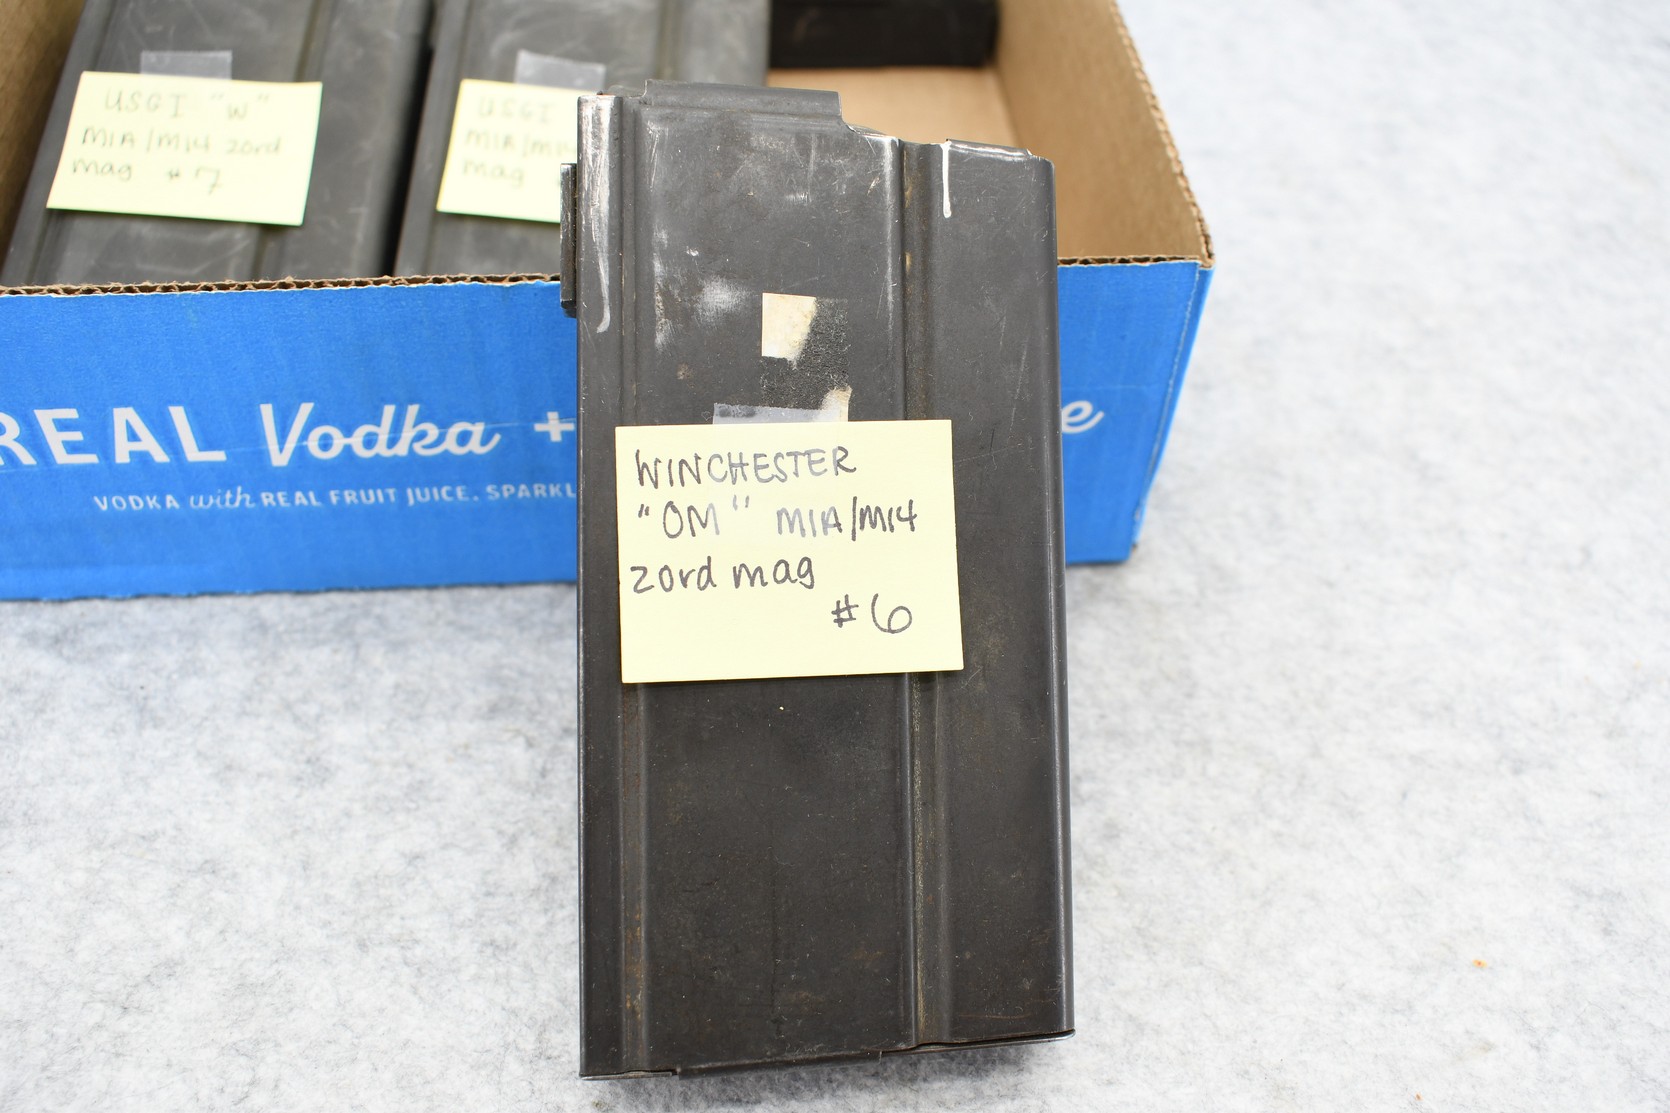 USGI "W"
M1A/M14 20rd
mag #7
USGI
M1A/M14
mag
REAL Vodka +
VODKA with REAL FRUIT JUICE. SPARKL
WINCHESTER
"OM" M1A/M14
20rd mag
#6